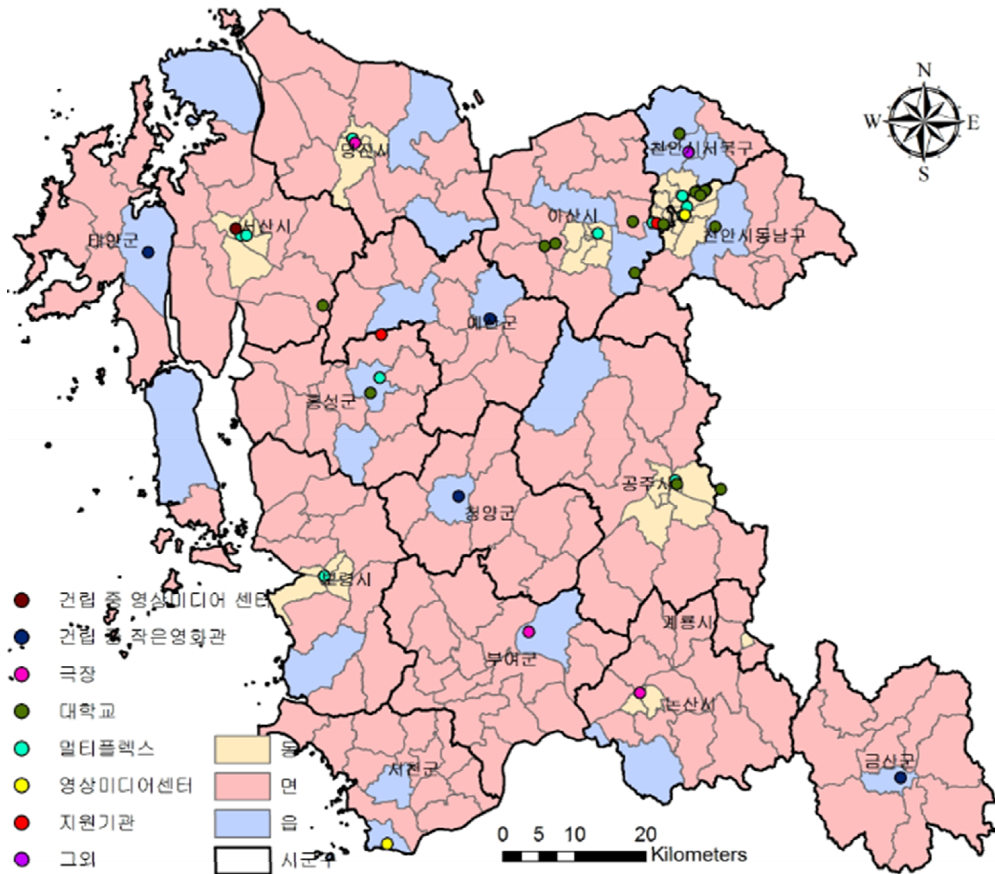 N
W E
S
당진시
천안시서북구
서산시
아산시
태안군
천안시동남구
예산군
홍성군
공주시
청양군
보령시
건립 중 영상미디어 센터
건립 중 작은영화관
계룡시
극장
부여군
대학교
논산시
멀티플렉스
동
서천군
금산군
영상미디어센터
면
지원기관
읍
0 5 10 20
Kilometers
그외
시군구